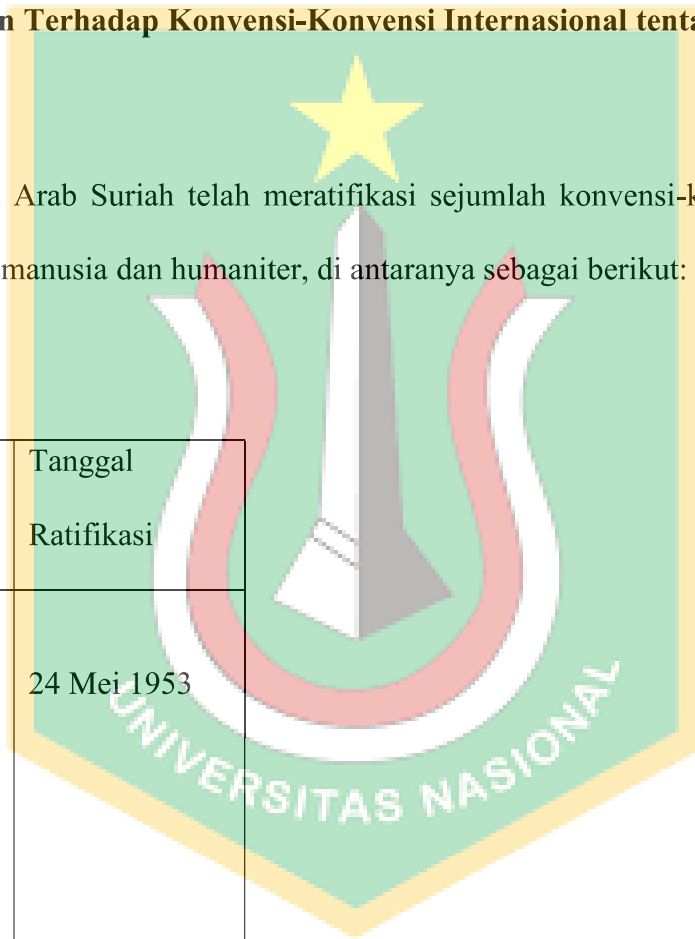 n Terhadap Konvensi-Konvensi Internasional tenta
Arab Suriah telah meratifikasi sejumlah konvensi-k
manusia dan humaniter, di antaranya sebagai berikut:
Tanggal
Ratifikasi
24 Mei 1953
UNIVERSITAS NASIONAL